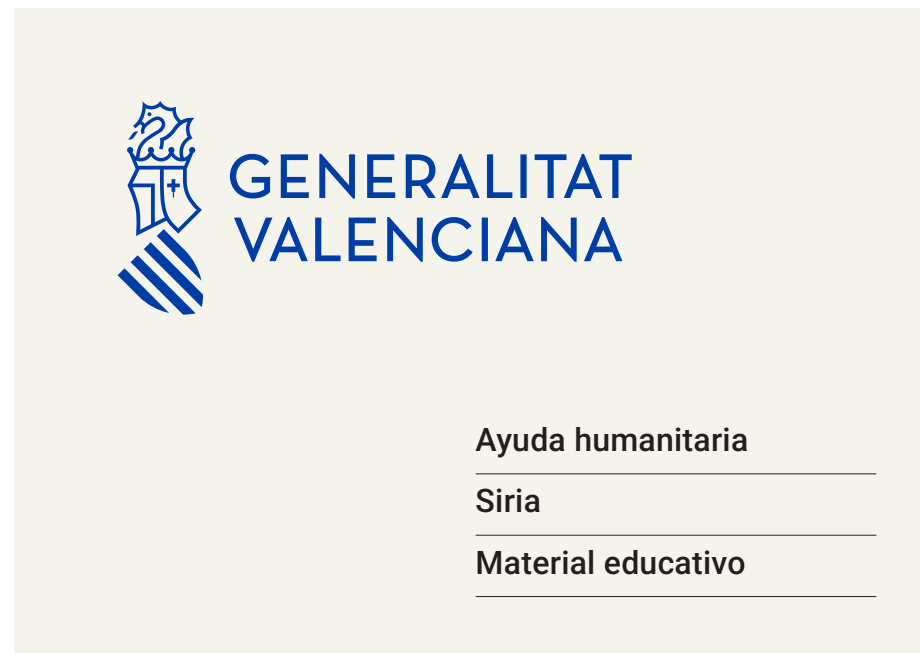 GENERALITAT
VALENCIANA
Ayuda humanitaria
Siria
Material educativo